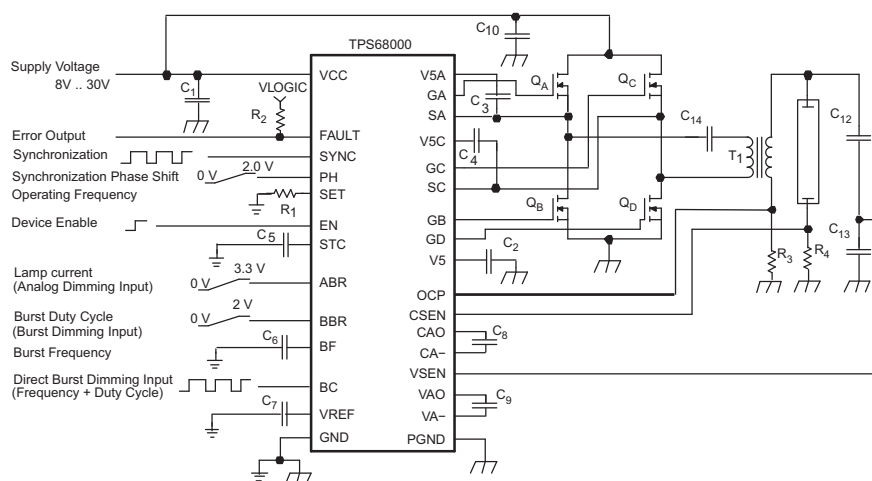 TPS68000
Supply Voltage
8V .. 30V
C1
VLOGIC
R2
Error Output
Synchronization
Synchronization Phase Shift
0 V
2.0 V
Operating Frequency
R1
Device Enable
C5
Lamp current
(Analog Dimming Input)
0 V
3.3 V
Burst Duty Cycle
(Burst Dimming Input)
0 V
2 V
Burst Frequency
C6
Direct Burst Dimming Input
(Frequency + Duty Cycle)
C7
VCC
FAULT
SYNC
PH
SET
EN
STC
ABR
BBR
BF
BC
VREF
GND
V5A
GA
SA
V5C
GC
SC
GB
GD
V5
OCP
CSEN
CAO
CA−
VSEN
VAO
VA−
PGND
C10
C3
C4
QA
QC
QB
QD
C2
C14
T1
C12
C13
R3
R4
C8
C9